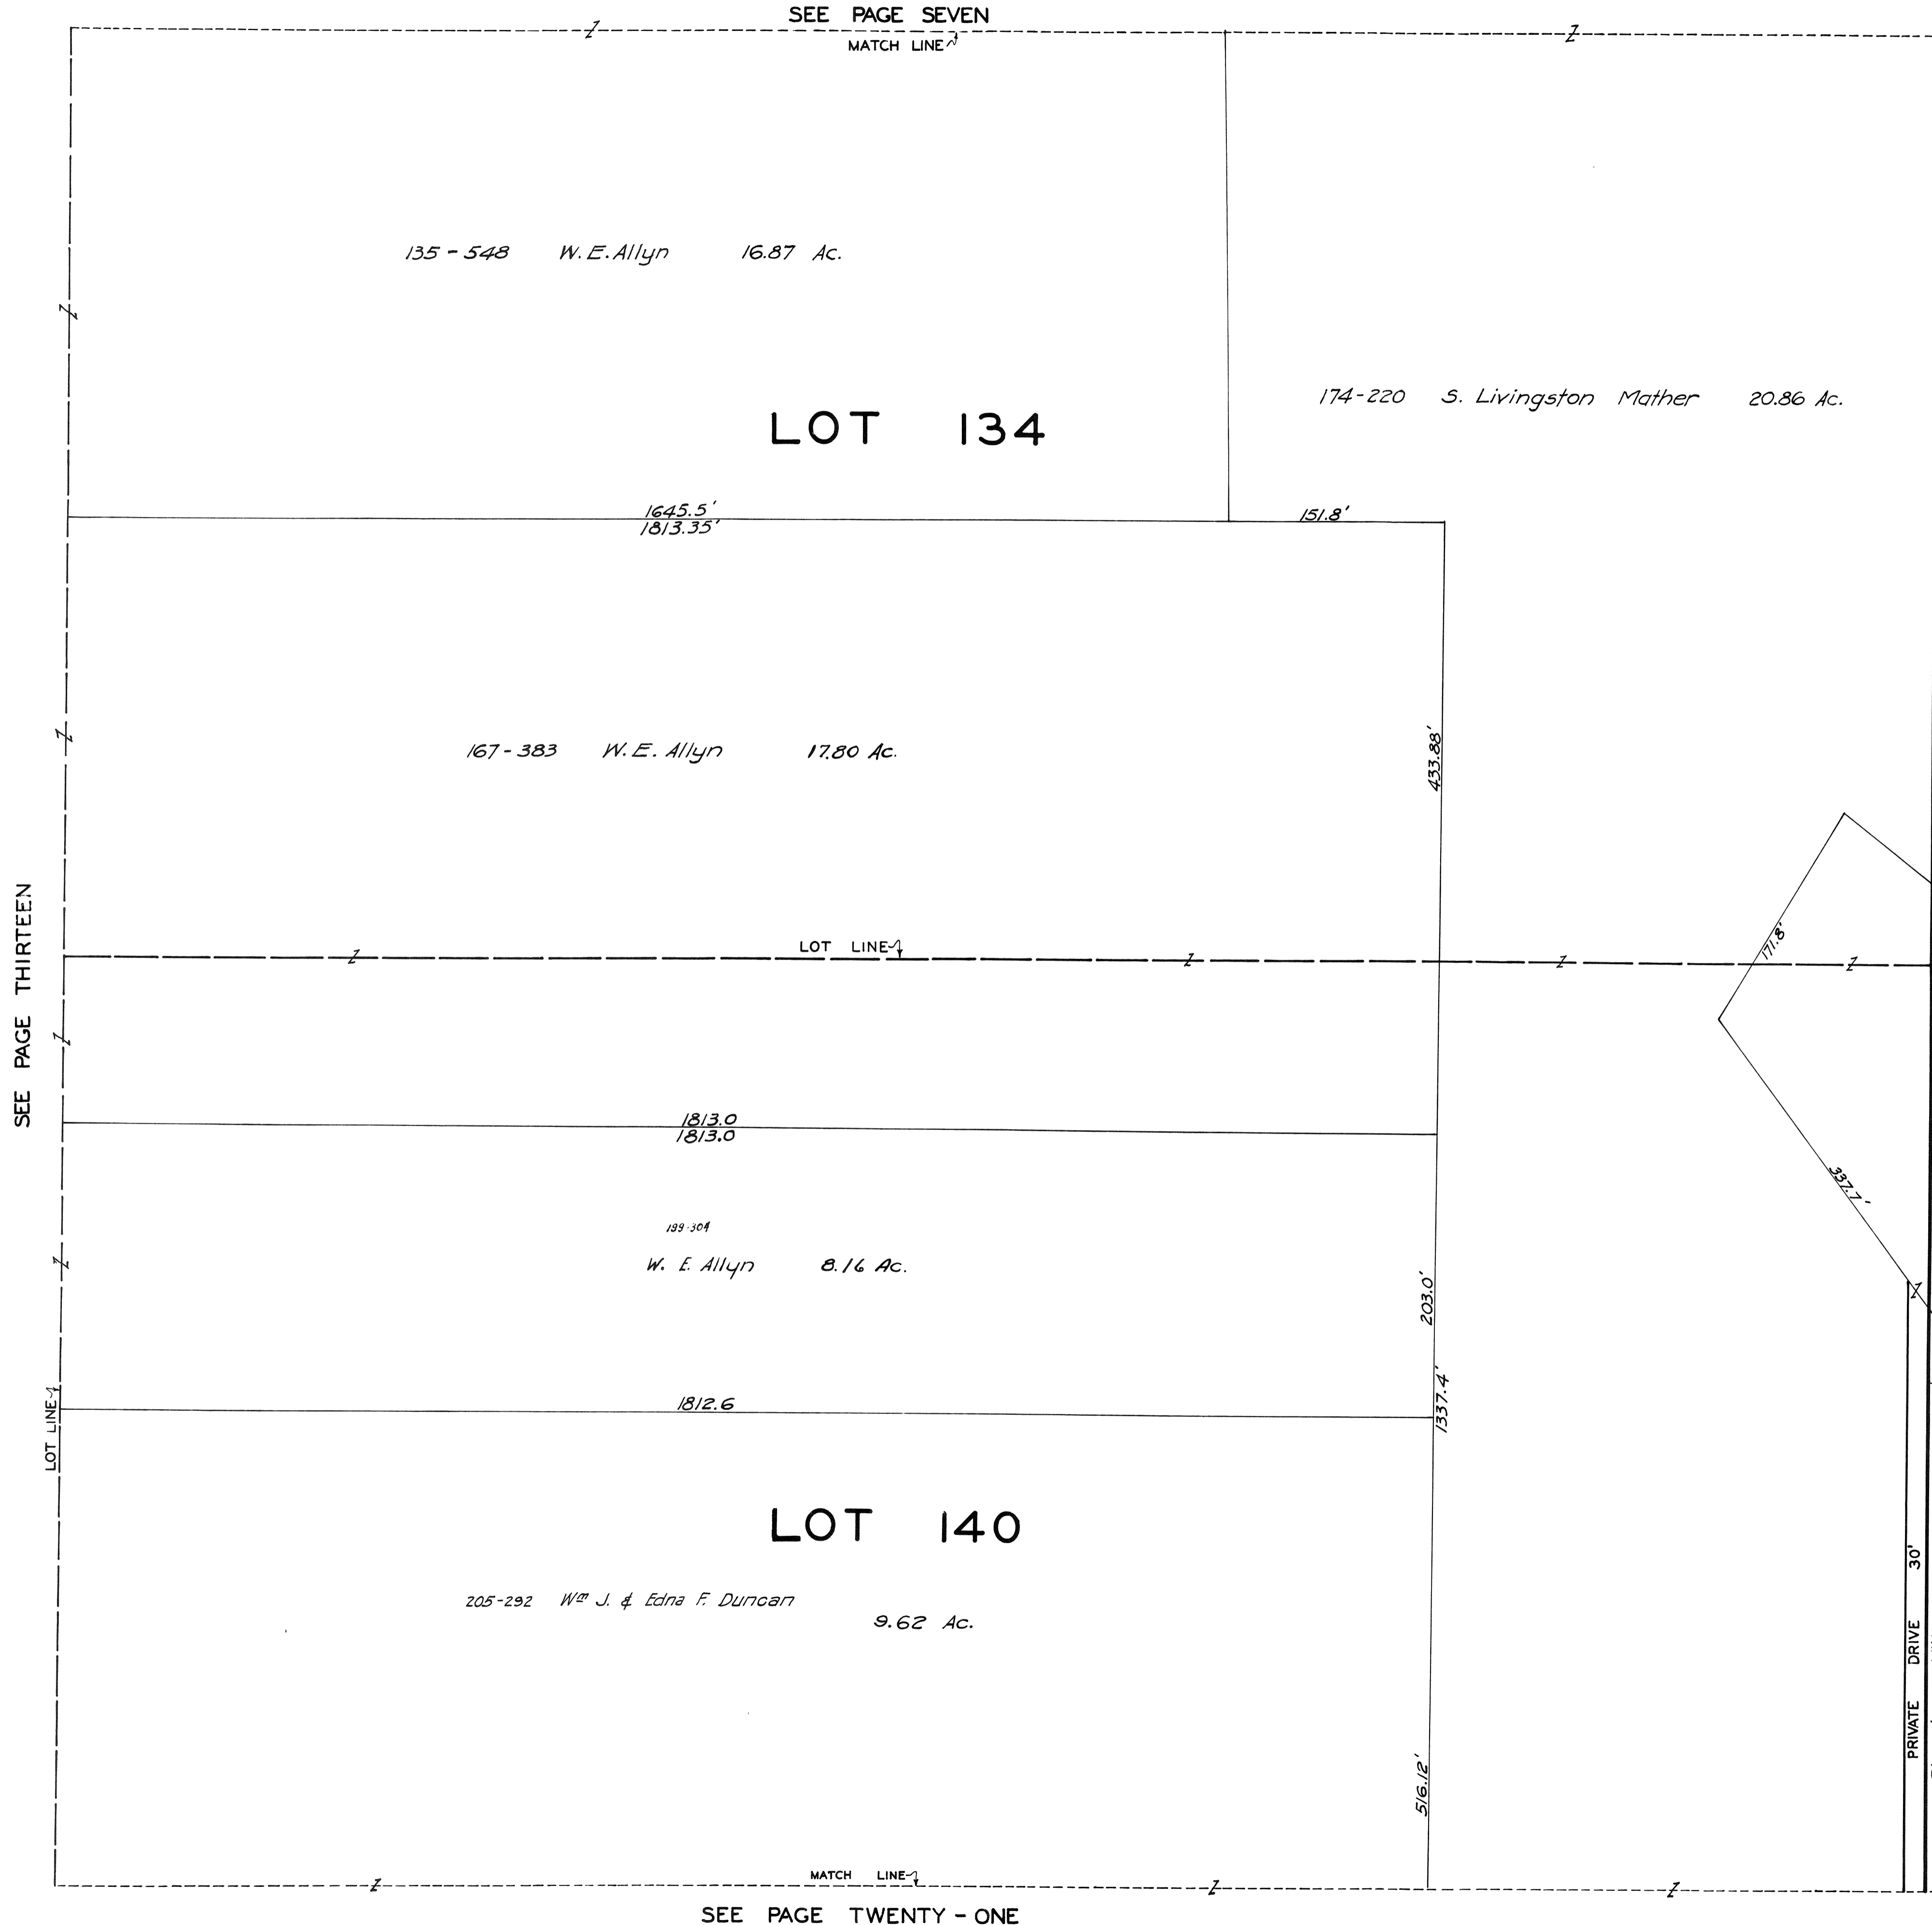 SEE PAGE SEVEN
MATCH LINE
135-548 W. E. Allyn 16.87 Ac.
174-220 S. Livingston Mather 20.86 Ac.
LOT 134
1645.5'
151.8'
1813.35'
167-383 W. E. Allyn 17.80 Ac.
433.88'
SEE PAGE THIRTEEN
171.8'
LOT LINE
1813.0
1813.0
337.7'
199-304
W. E. Allyn 8.16 Ac.
203.0'
1337.4'
1812.6
LOT LINE
LOT 140
205-292 Wm J. & Edna F. Duncan
9.62 Ac.
PRIVATE DRIVE 30'
516.12'
MATCH LINE
SEE PAGE TWENTY-ONE